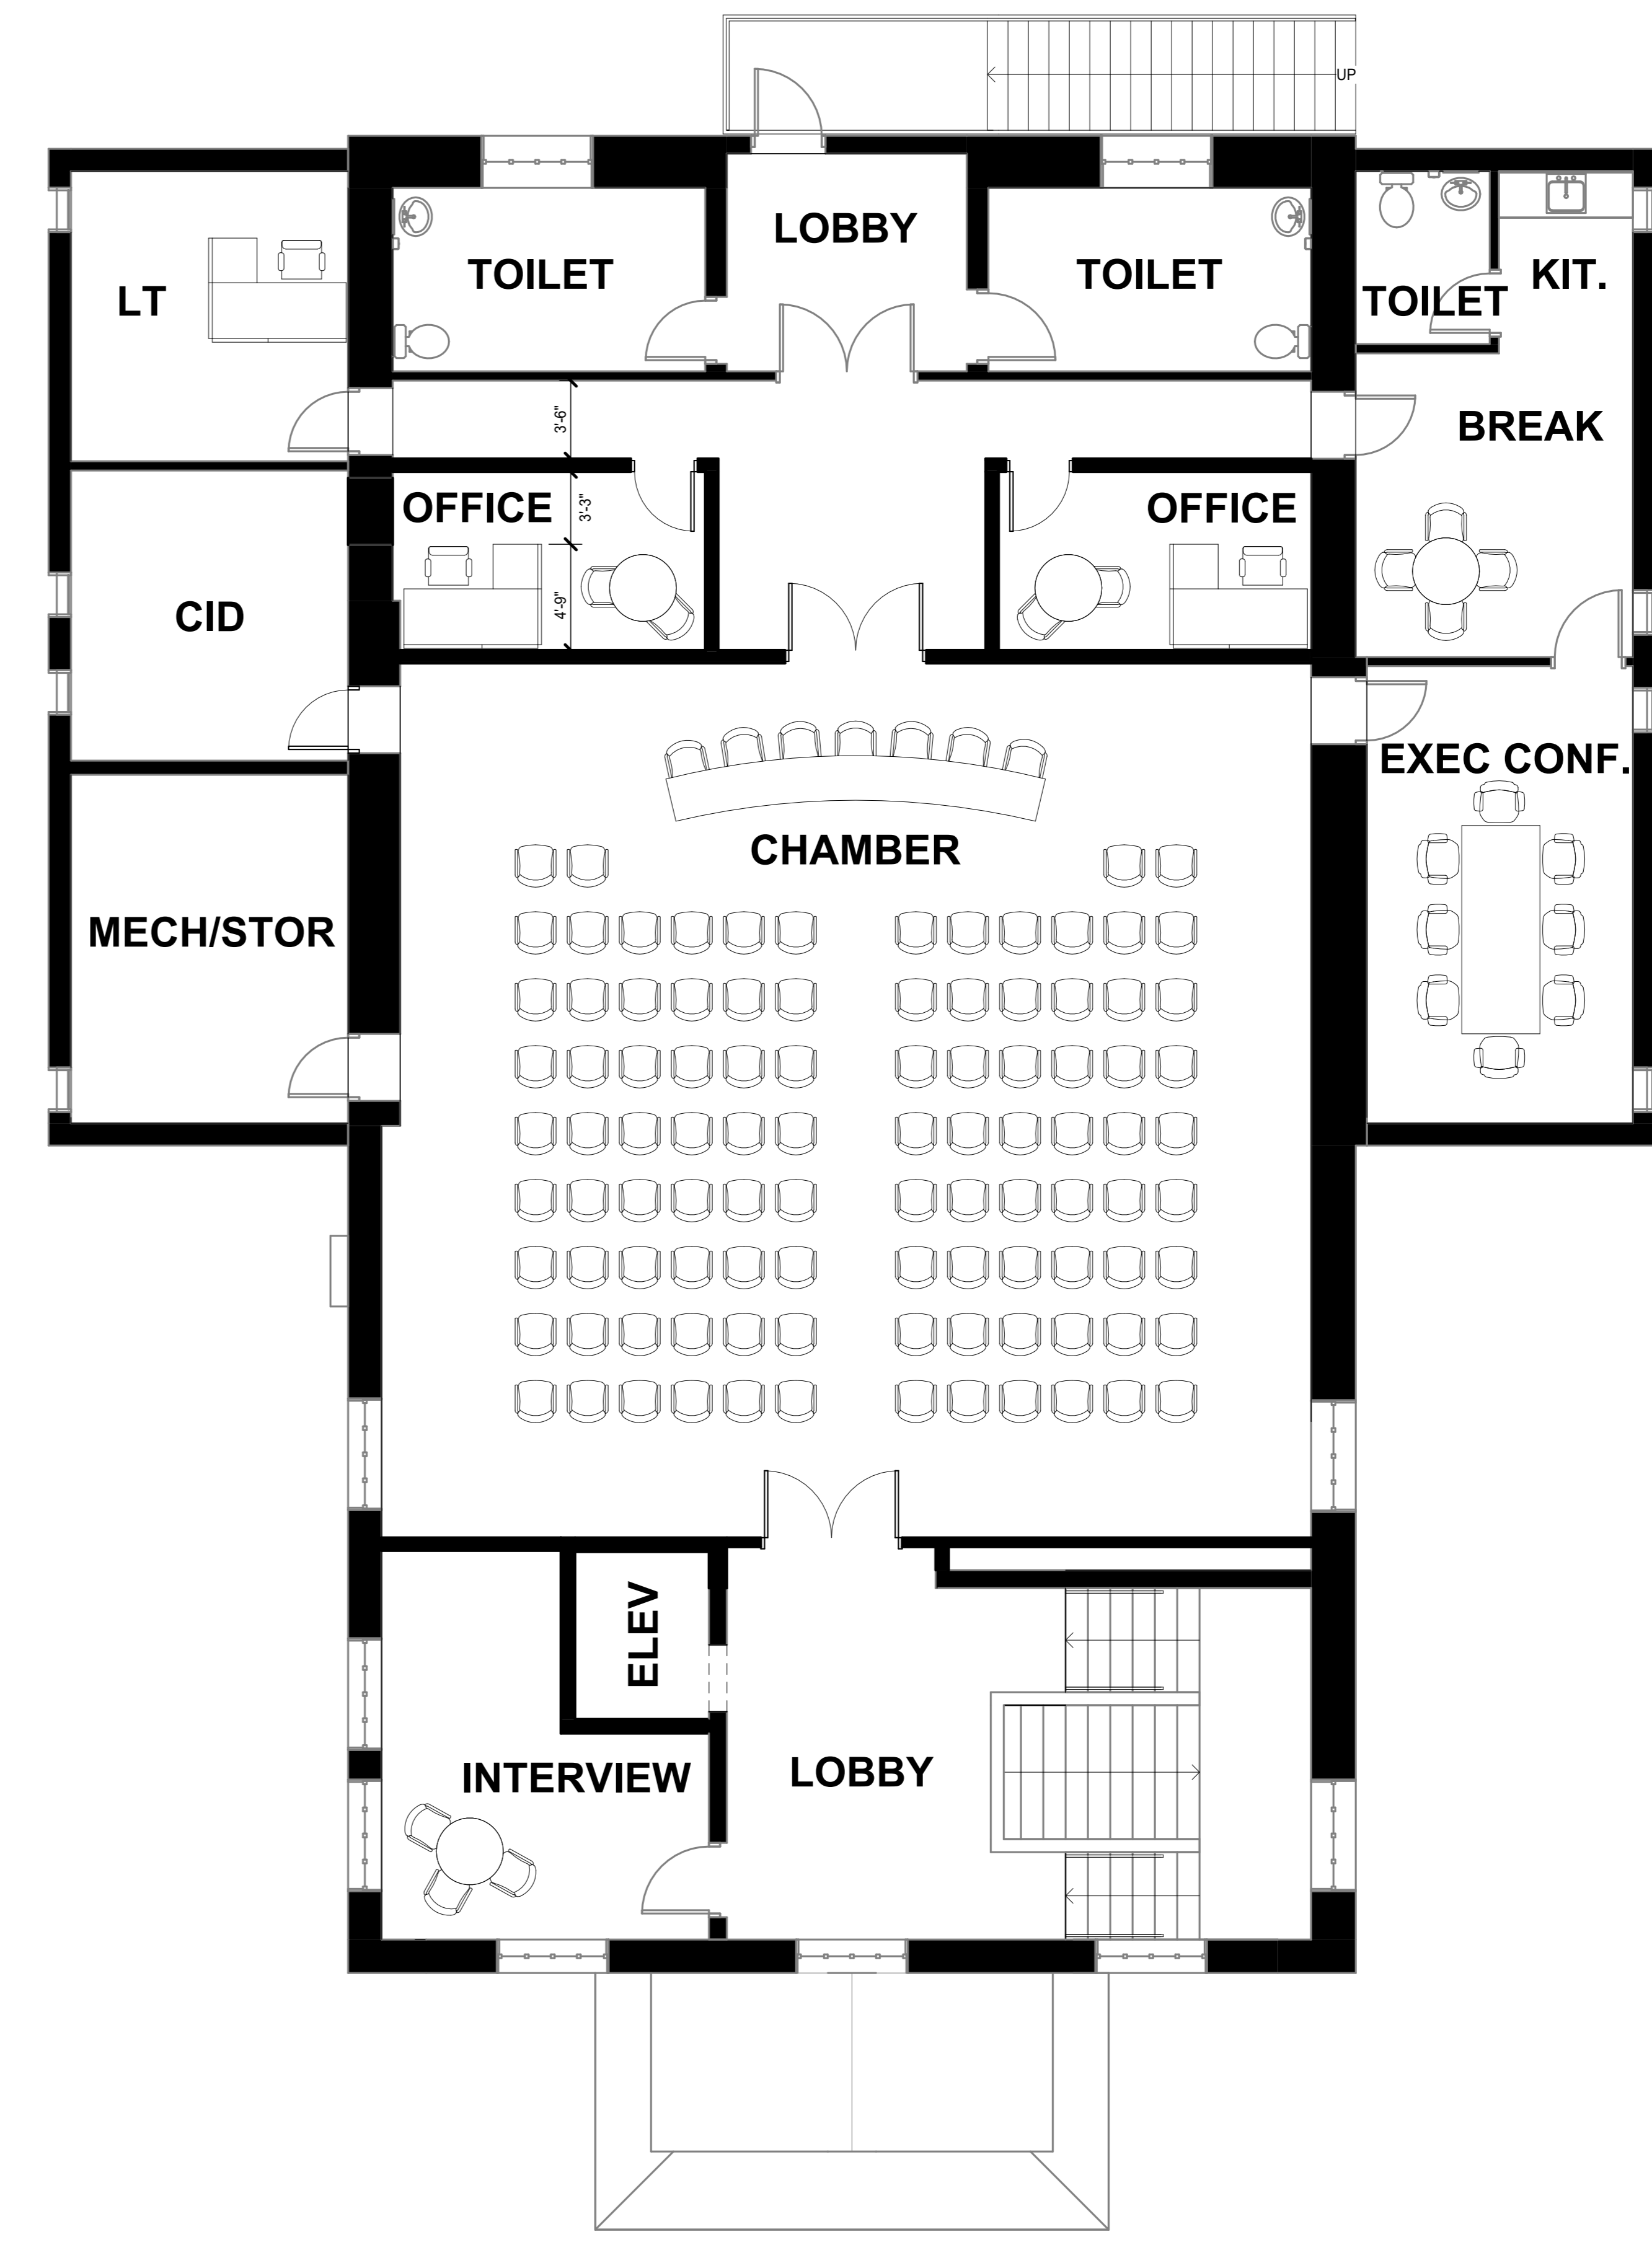 UP
LOBBY
TOILET
TOILET
KIT.
LT
TOILET
3'-6"
BREAK
OFFICE
3'-3"
OFFICE
4'-9"
CID
EXEC CONF.
CHAMBER
MECH/STOR
ELEV
INTERVIEW
LOBBY